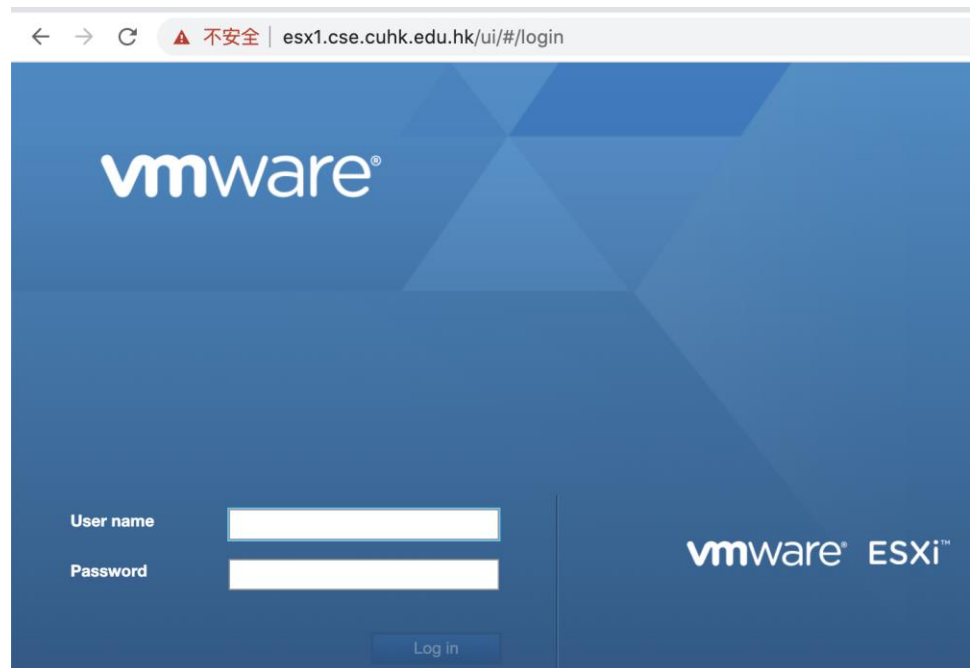 不安全 | esx1.cse.cuhk.edu.hk/ui/#/login
vmware®
User name
Password
vmware® ESXi™
Log in